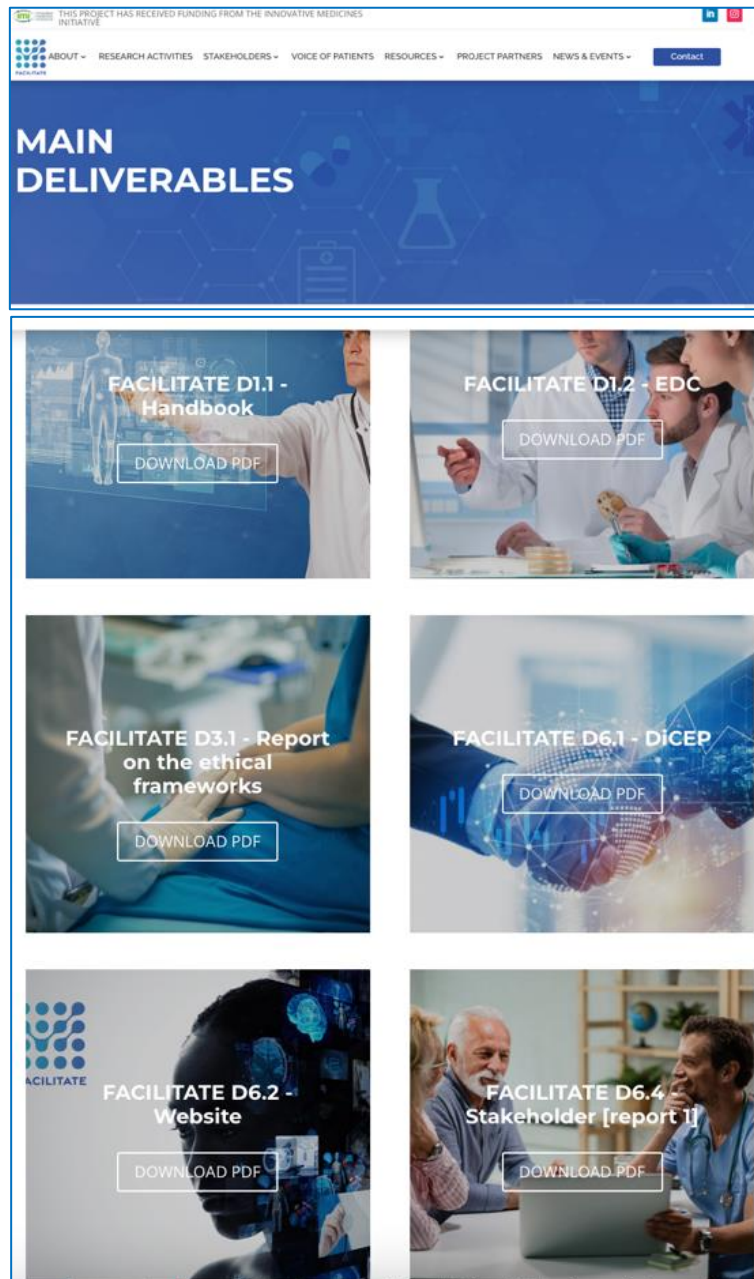 THIS PROJECT HAS RECEIVED FUNDING FROM THE INNOVATIVE MEDICINES
INITIATIVE
in
FACILITATE
ABOUT RESEARCH ACTIVITIES STAKEHOLDERS VOICE OF PATIENTS RESOURCES PROJECT PARTNERS NEWS & EVENTS Contact
MAIN
DELIVERABLES
FACILITATE D1.1 -
Handbook
DOWNLOAD PDF
FACILITATE D1.2 - EDC
DOWNLOAD PDF
FACILITATE D3.1 - Report
on the ethical
frameworks
DOWNLOAD PDF
FACILITATE D6.1 - DiCEP
DOWNLOAD PDF
ACILITATE
FACILITATE D6.2 -
Website
DOWNLOAD PDF
FACILITATE D6.4 -
Stakeholder [report 1]
DOWNLOAD PDF